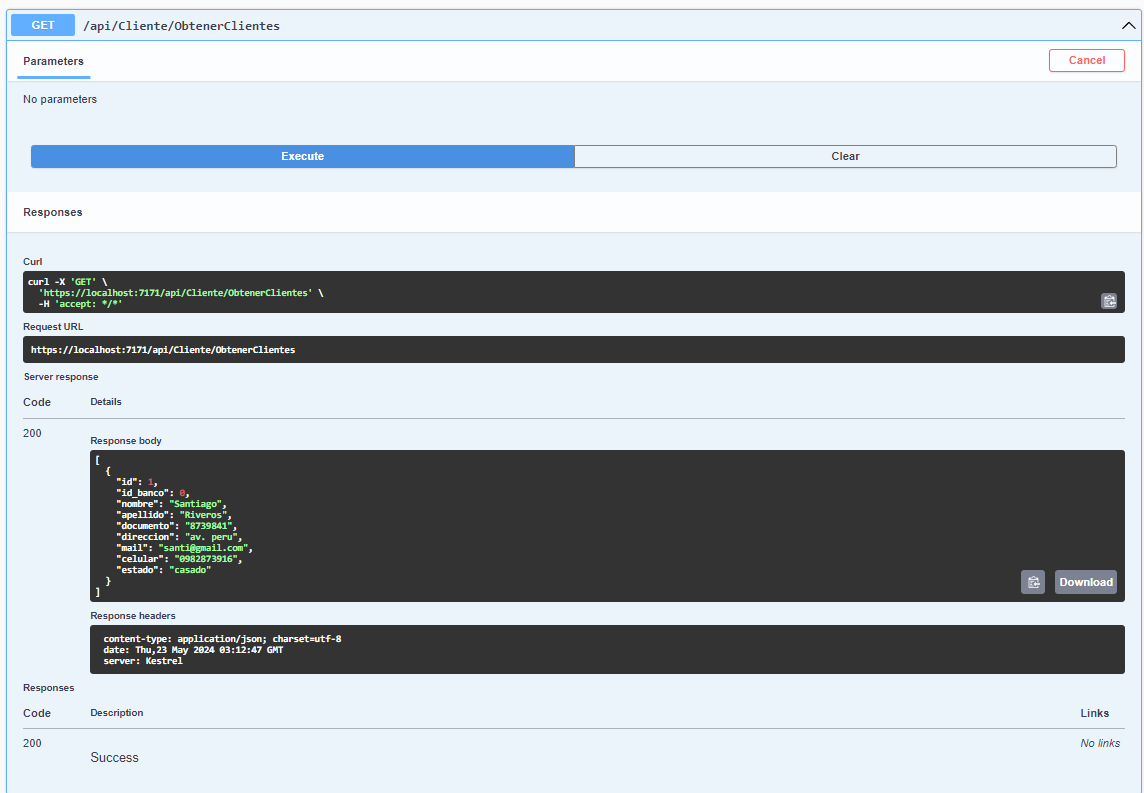 GET /api/Cliente/ObtenerClientes
Parameters
Cancel
No parameters
Execute
Clear
Responses
Curl
curl -X 'GET' \
'https://localhost:7171/api/Cliente/ObtenerClientes' \
-H 'accept: */*'
Request URL
https://localhost:7171/api/Cliente/ObtenerClientes
Server response
Code Details
200
Response body
[
{
"id": 1,
"id_banco": 0,
"nombre": "Santiago",
"apellido": "Riveros",
"documento": "8739841",
"direccion": "av. peru",
"mail": "santi@gmail.com",
"celular": "0982873916",
"estado": "casado"
}
]
Download
Response headers
content-type: application/json; charset=utf-8
date: Thu,23 May 2024 03:12:47 GMT
server: Kestrel
Responses
Code Description Links
200 No links
Success